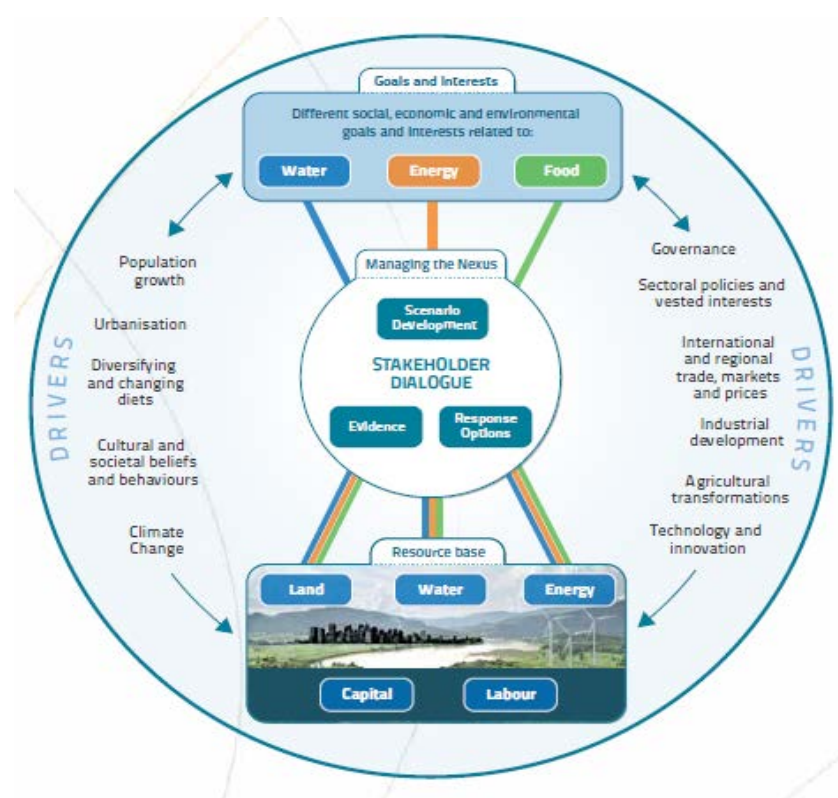 Goals and Interests
Different social, economic and environmental
goals and interests related to:
Water
Energy
Food
DRIVERS
Population
growth
Urbanisation
Diversifying
and changing
diets
Cultural and
societal beliefs
and behaviours
Climate
Change
Managing the Nexus
Scenario
Development
STAKEHOLDER
DIALOGUE
Evidence
Response
Options
Governance
Sectoral policies and
vested interests
International
and regional
trade, markets
and prices
Industrial
development
Agricultural
transformations
Technology and
innovation
DRIVERS
Resource base
Land
Water
Energy
Capital
Labour